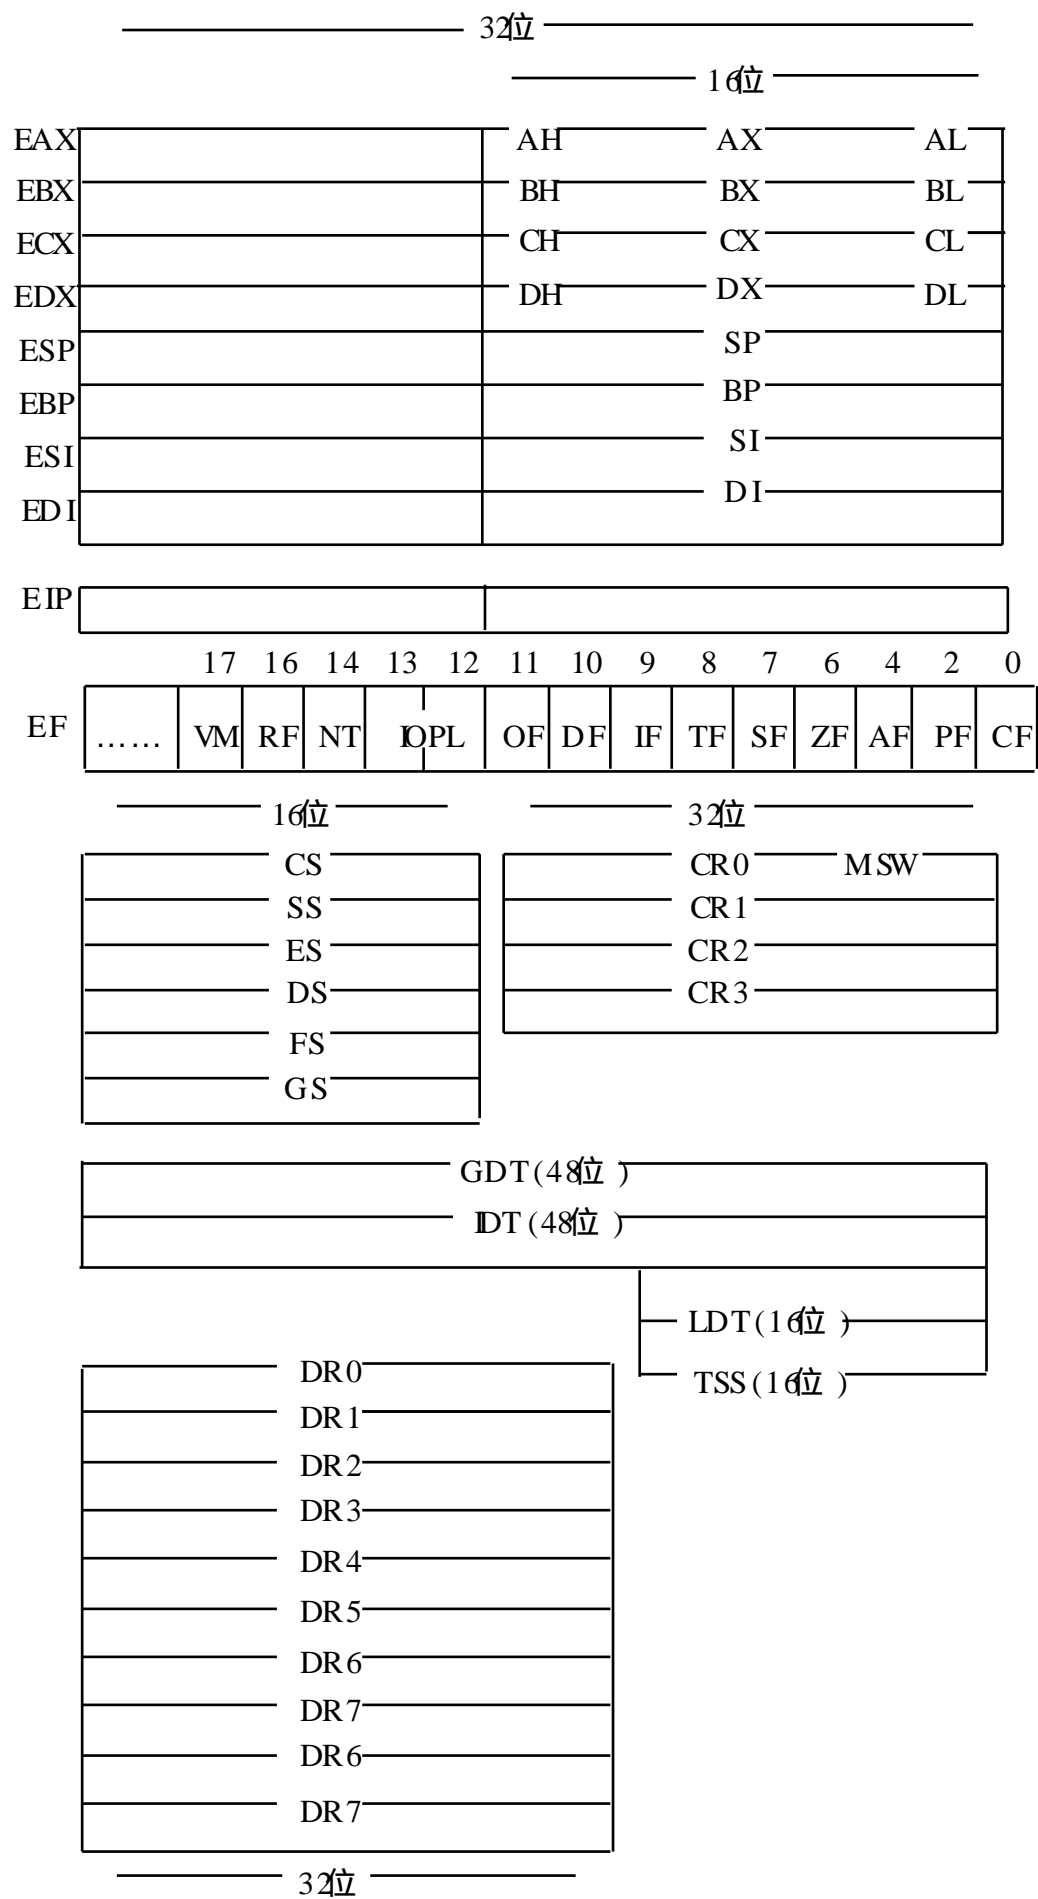 32位
16位
EAX AH AX AL
EBX BH BX BL
ECX CH CX CL
EDX DH DX DL
ESP SP
EBP BP
ESI SI
EDI DI
EIP
17 16 14 13 12 11 10 9 8 7 6 4 2 0
EF …… VM RF NT IOPL OF DF IF TF SF ZF AF PF CF
16位 32位
CS CR0 MSW
SS CR1
ES CR2
DS CR3
FS
GS
GDT(48位)
IDT(48位)
LDT(16位)
TSS(16位)
DR0
DR1
DR2
DR3
DR4
DR5
DR6
DR7
DR6
DR7
32位